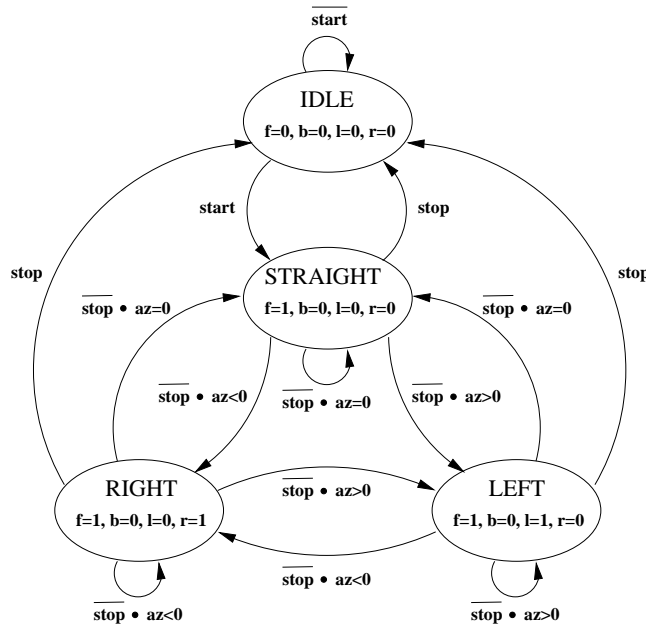 start
IDLE
f=0, b=0, l=0, r=0
start
stop
stop
stop
STRAIGHT
f=1, b=0, l=0, r=0
stop • az=0
stop • az=0
stop • az<0
stop • az=0
stop • az>0
RIGHT
f=1, b=0, l=0, r=1
stop • az>0
LEFT
f=1, b=0, l=1, r=0
stop • az<0
stop • az<0
stop • az>0